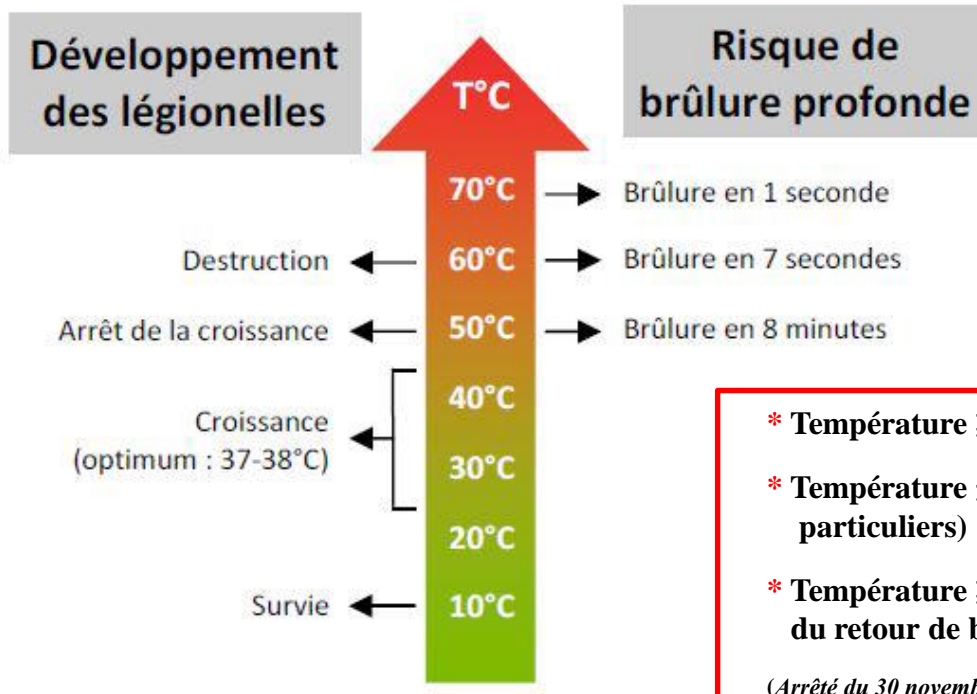 Développement
des légionelles
Risque de
brûlure profonde
T°C
70°C
Brûlure en 1 seconde
Destruction
60°C
Brûlure en 7 secondes
Arrêt de la croissance
50°C
Brûlure en 8 minutes
40°C
Croissance
(optimum : 37-38°C)
30°C
20°C
Survie
10°C
* Température
* Température
particuliers)
* Température
du retour de
(Arrêté du 30